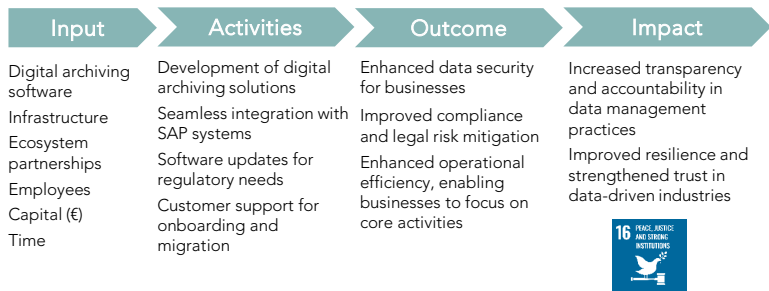 Input
Activities
Outcome
Impact
Digital archiving
software
Infrastructure
Ecosystem
partnerships
Employees
Capital (€)
Time
Development of digital
archiving solutions
Seamless integration with
SAP systems
Software updates for
regulatory needs
Customer support for
onboarding and
migration
Enhanced data security
for businesses
Improved compliance
and legal risk mitigation
Enhanced operational
efficiency, enabling
businesses to focus on
core activities
Increased transparency
and accountability in
data management
practices
Improved resilience and
strengthened trust in
data-driven industries
16 PEACE, JUSTICE
AND STRONG
INSTITUTIONS